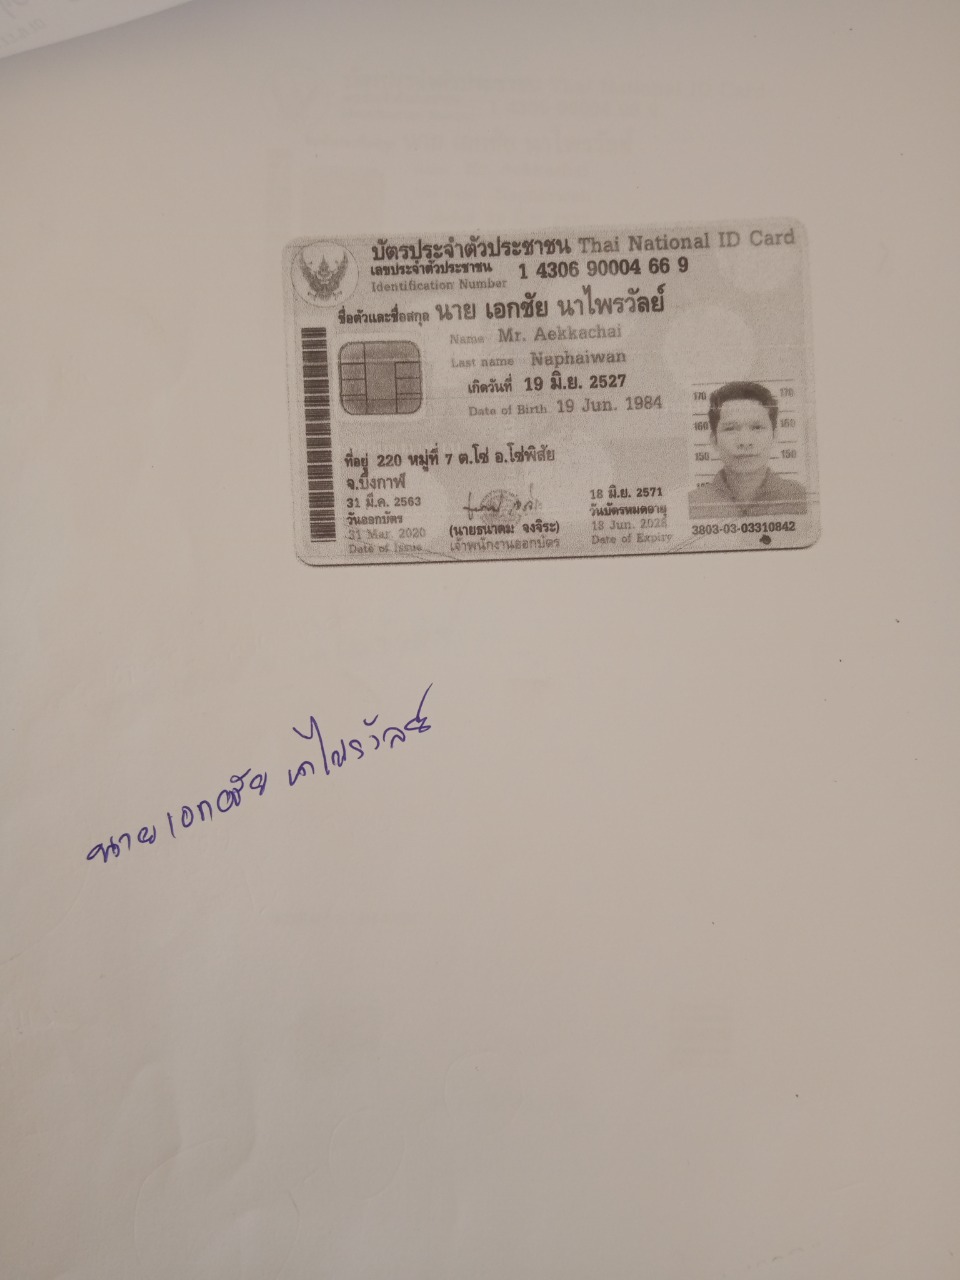 บัตรประจำตัวประชาชน Thai National ID Card
เลขประจำตัวประชาชน 1 4306 90004 66 9
Identification Number
ชื่อตัวและชื่อสกุล นาย เอกชัย นาไพรวัลย์
Name Mr. Aekkachai
Last name Naphaiwan
เกิดวันที่ 19 มิ.ย. 2527
Date of Birth 19 Jun. 1984
ที่อยู่ 220 หมู่ที่ 7 ต.โซ่ อ.โซ่พิสัย
จ.บึงกาฬ
31 มี.ค. 2563
วันออกบัตร
31 Mar. 2020
Date of Issue
(นายธนาคม จงจิระ)
เจ้าพนักงานออกบัตร
18 มิ.ย. 2571
วันบัตรหมดอายุ
18 Jun. 2028
Date of Expiry
170 170
160 160
150 150
3803-03-03310842
นาย เอกชัย นาไพรวัลย์